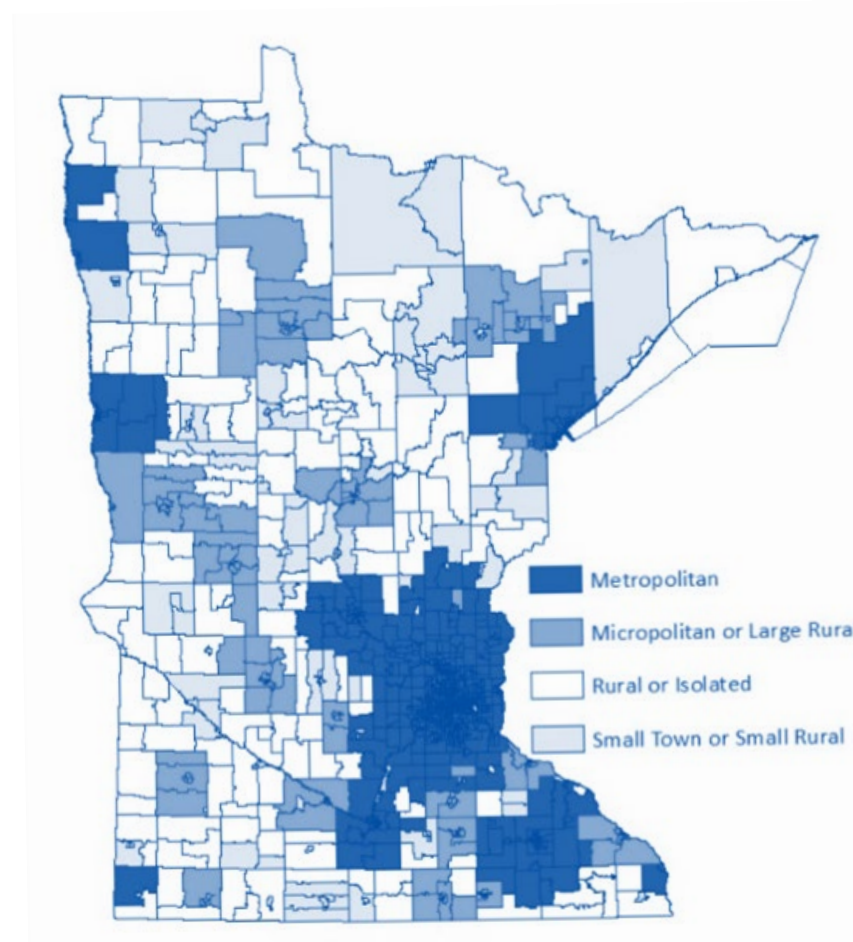 Metropolitan
Micropolitan or Large Rura
Rural or Isolated
Small Town or Small Rural